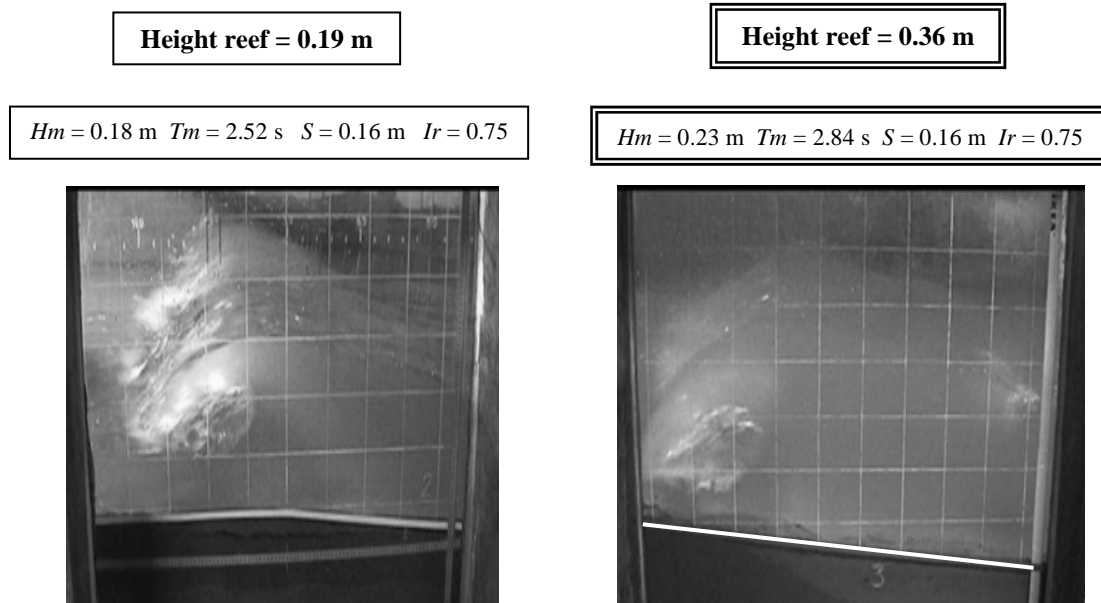 Height reef = 0.19 m
Height reef = 0.36 m
Hm = 0.18 m Tm = 2.52 s S = 0.16 m Ir = 0.75
Hm = 0.23 m Tm = 2.84 s S = 0.16 m Ir = 0.75
2
3